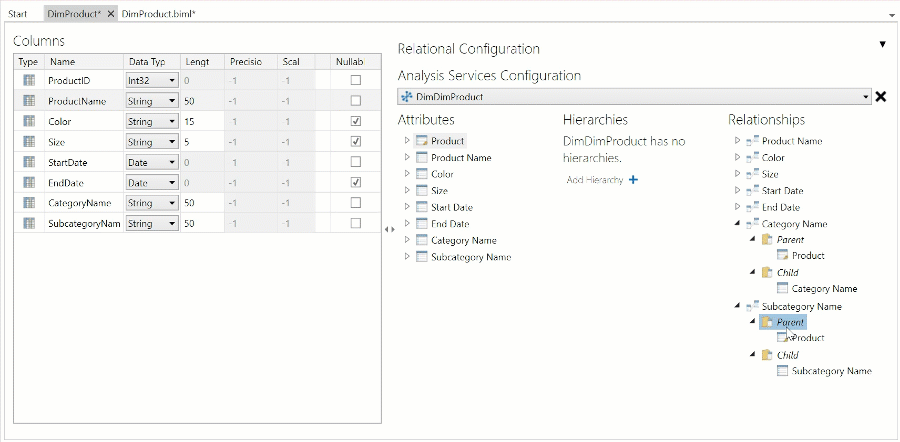 Start DimProduct* DimProduct.biml*
Columns
Type Name Data Typ Lengt Precisio Scal Nullab
ProductID Int32 0 -1 -1
ProductName String 50 -1 -1
Color String 15 -1 -1
Size String 5 -1 -1
StartDate Date 0 -1 -1
EndDate Date 0 -1 -1
CategoryName String 50 -1 -1
SubcategoryNam String 50 -1 -1
Relational Configuration
Analysis Services Configuration
DimDimProduct
Attributes
Product
Product Name
Color
Size
Start Date
End Date
Category Name
Subcategory Name
Hierarchies
DimDimProduct has no
hierarchies.
Add Hierarchy
Relationships
Product Name
Color
Size
Start Date
End Date
Category Name
Parent
Product
Child
Category Name
Subcategory Name
Parent
Product
Child
Subcategory Name